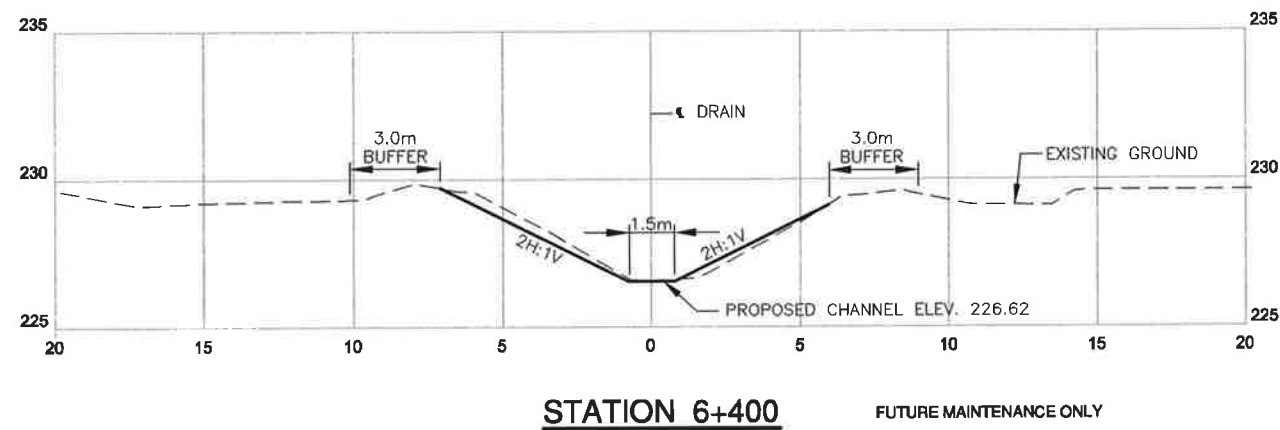 235 235
℄ DRAIN
3.0m 3.0m
BUFFER BUFFER
EXISTING GROUND
230 230
1.5m
2H:1V 2H:1V
PROPOSED CHANNEL ELEV. 226.62
225 225
20 15 10 5 0 5 10 15 20
STATION 6+400 FUTURE MAINTENANCE ONLY